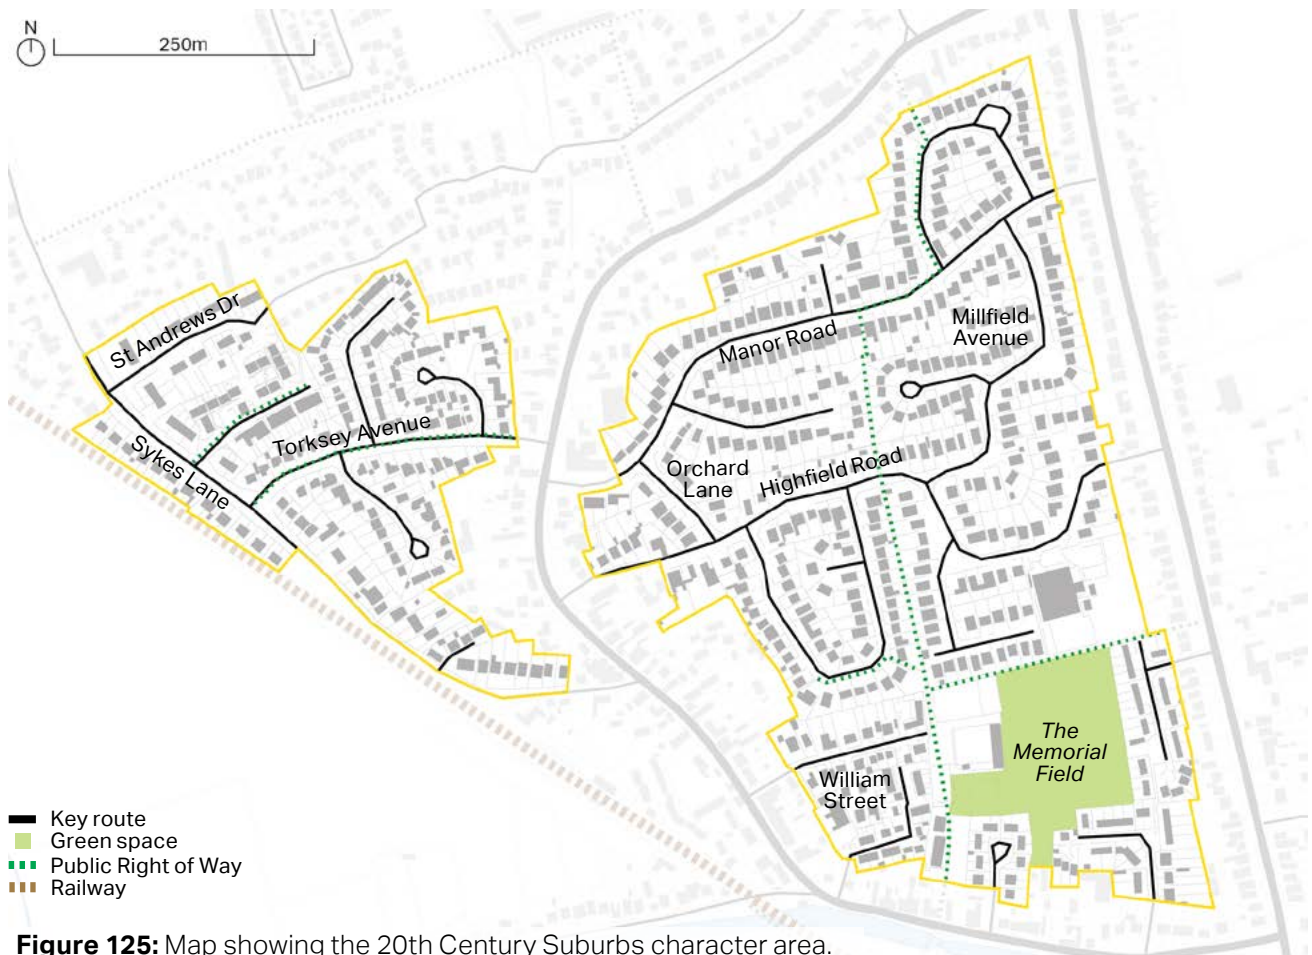 N
250m
St Andrews Dr
Manor Road
Millfield
Avenue
Torksey Avenue
Sykes Lane
Orchard
Lane
Highfield Road
The
Memorial
Field
William
Street
Key route
Green space
Public Right of Way
Railway
Figure 125: Map showing the 20th Century Suburbs character area.